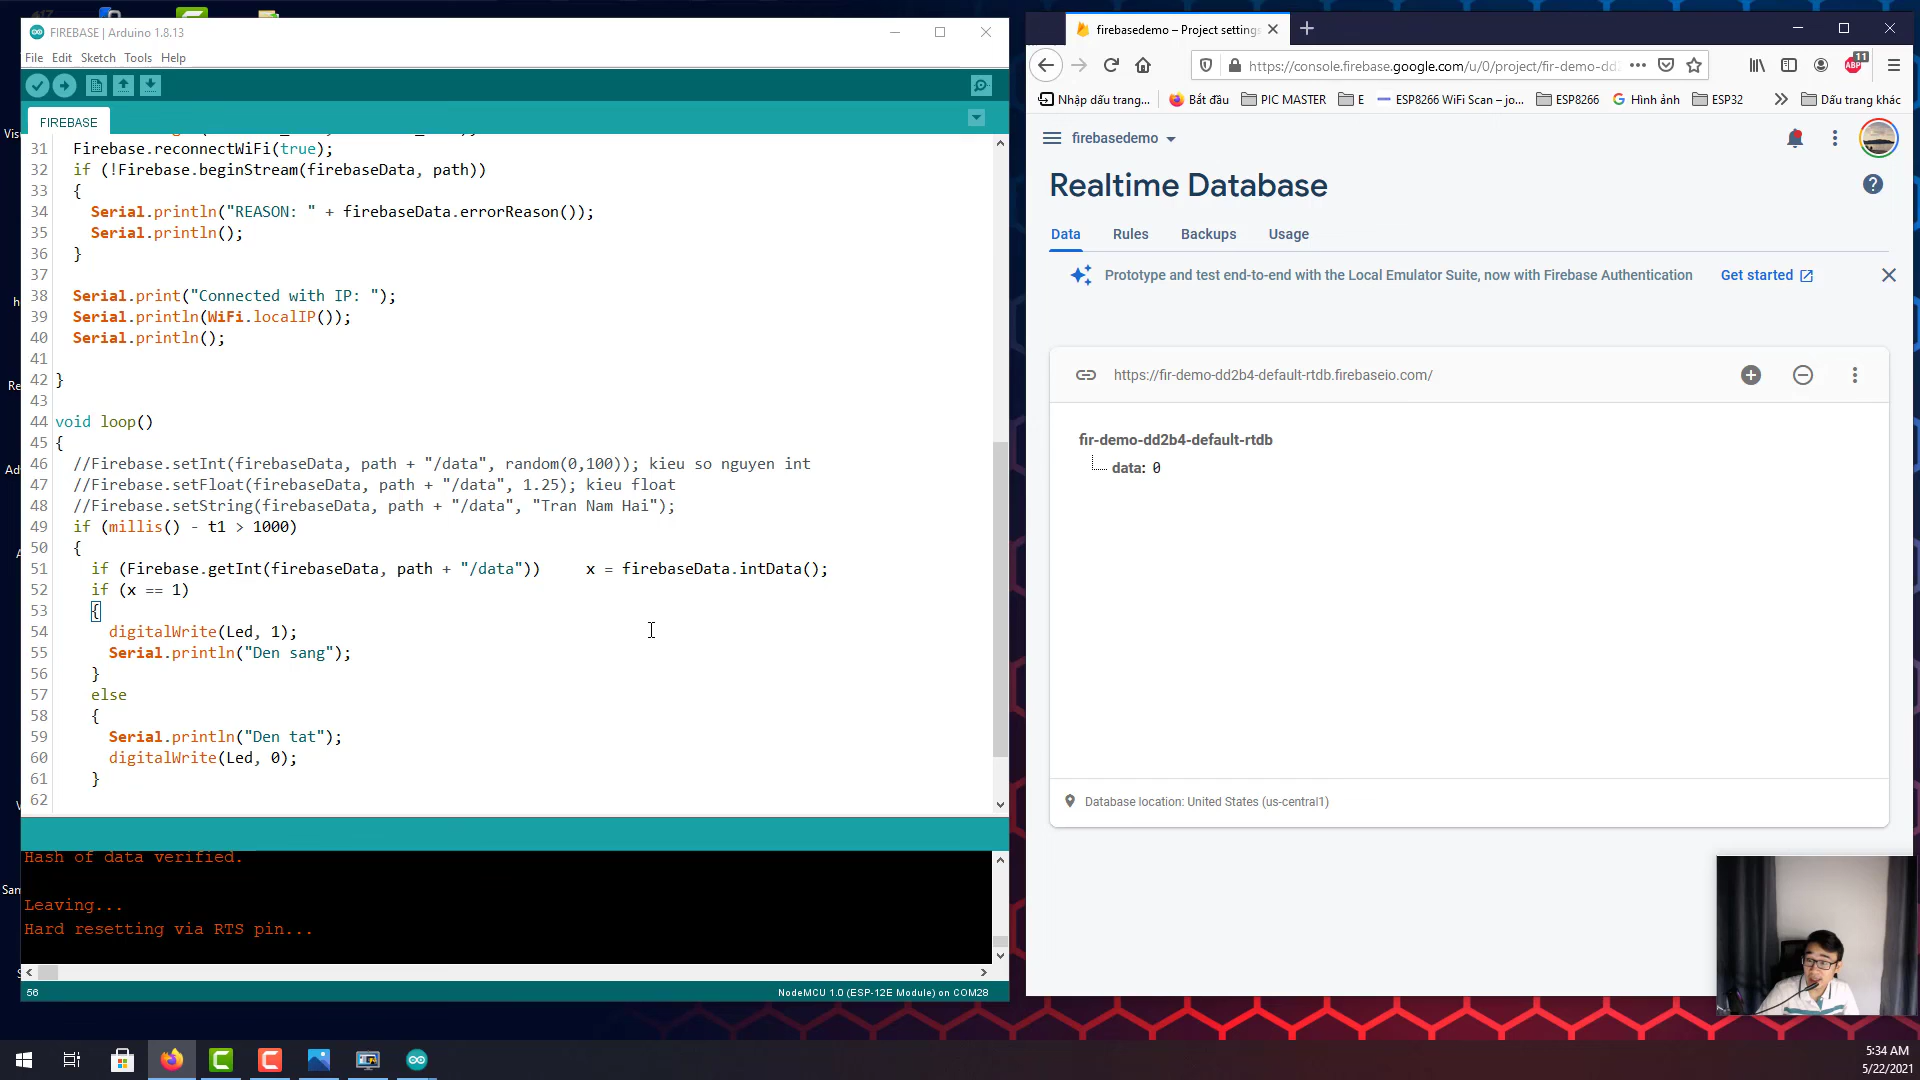 FIREBASE | Arduino 1.8.13
File Edit Sketch Tools Help
FIREBASE
31 Firebase.reconnectWiFi(true);
32 if (!Firebase.beginStream(firebaseData, path))
33 {
34 Serial.println("REASON: " + firebaseData.errorReason());
35 Serial.println();
36 }
37
38 Serial.print("Connected with IP: ");
39 Serial.println(WiFi.localIP());
40 Serial.println();
41
42 }
43
44 void loop()
45 {
46 //Firebase.setInt(firebaseData, path + "/data", random(0,100)); kieu so nguyen int
47 //Firebase.setFloat(firebaseData, path + "/data", 1.25); kieu float
48 //Firebase.setString(firebaseData, path + "/data", "Tran Nam Hai");
49 if (millis() - t1 > 1000)
50 {
51 if (Firebase.getInt(firebaseData, path + "/data")) x = firebaseData.intData();
52 if (x == 1)
53 {
54 digitalWrite(Led, 1);
55 Serial.println("Den sang");
56 }
57 else
58 {
59 Serial.println("Den tat");
60 digitalWrite(Led, 0);
61 }
62
Hash of data verified.
Leaving...
Hard resetting via RTS pin...
56 NodeMCU 1.0 (ESP-12E Module) on COM28
firebasedemo – Project settings
https://console.firebase.google.com/u/0/project/fir-demo-dd
11
ABP
Nhập dấu trang... Bắt đầu PIC MASTER E ESP8266 WiFi Scan – jo... ESP8266 Hình ảnh ESP32 Dấu trang khác
firebasedemo
Realtime Database
Data Rules Backups Usage
Prototype and test end-to-end with the Local Emulator Suite, now with Firebase Authentication Get started
https://fir-demo-dd2b4-default-rtdb.firebaseio.com/
fir-demo-dd2b4-default-rtdb
data: 0
Database location: United States (us-central1)
5:34 AM
5/22/2021